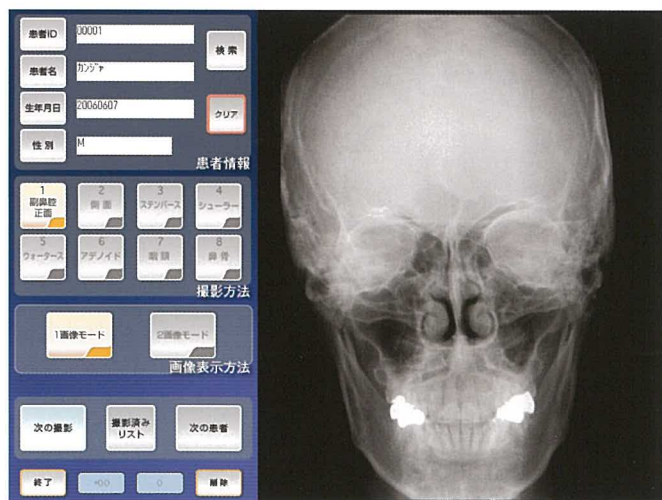 患者ID 00001
検索
患者名 カンジャ
生年月日 20060607
クリア
性別 M
患者情報
1 副鼻腔 正面
2 側面
3 ステンバース
4 シューラー
5 ウォータース
6 アデノイド
7 咽頭
8 鼻骨
撮影方法
1画像モード
2画像モード
画像表示方法
次の撮影
撮影済み リスト
次の患者
終了
+00
0
削除